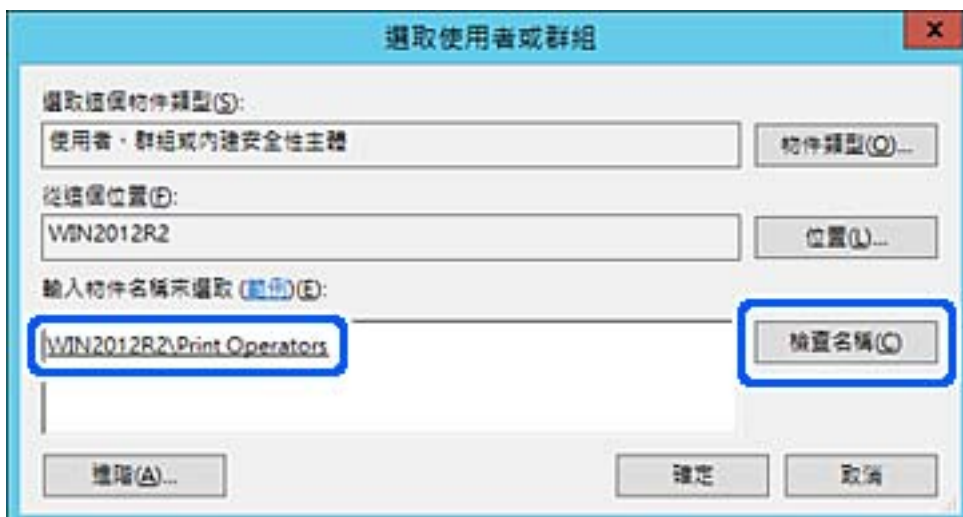 選取使用者或群組
x
選取這個物件類型(S):
使用者、群組或內建安全性主體
物件類型(O)...
從這個位置(F):
WIN2012R2
位置(L)...
輸入物件名稱來選取 (範例)(E):
WIN2012R2\Print Operators
檢查名稱(C)
進階(A)...
確定
取消